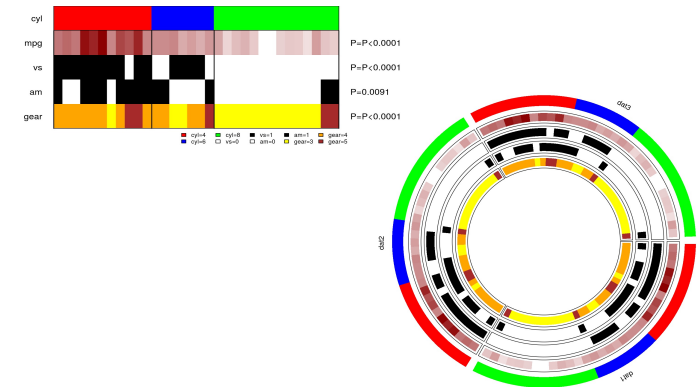 cyl
mpg P=P<0.0001
vs P=P<0.0001
am P=0.0091
gear P=P<0.0001
cyl=4 cyl=8 vs=1 am=1 gear=4
cyl=6 vs=0 am=0 gear=3 gear=5
dat3
dat2
dat1